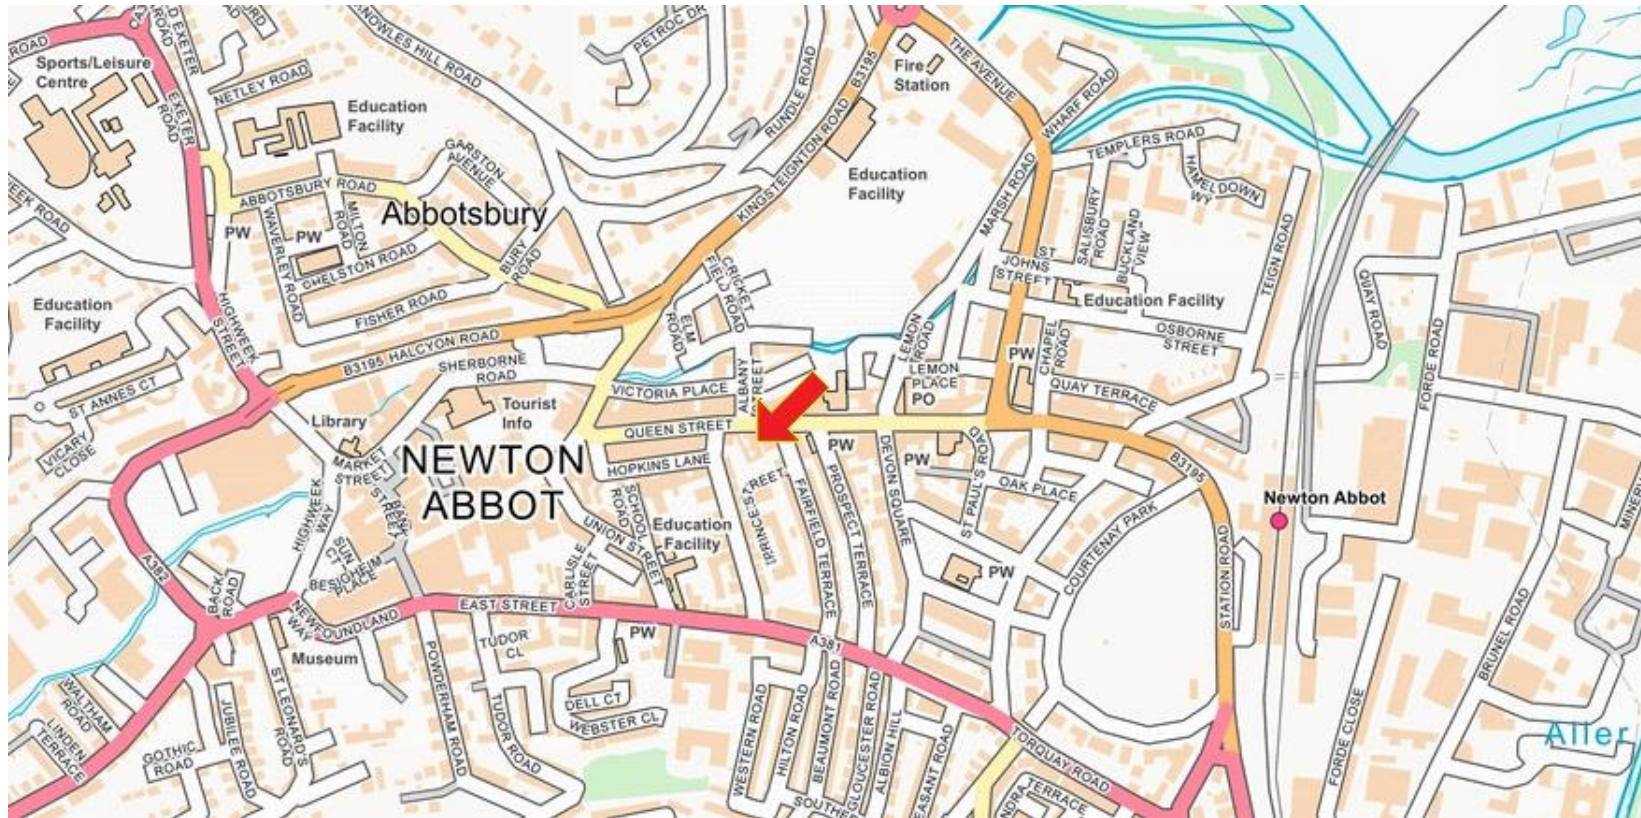 ROAD
EXETER
ROAD
KNOWLES HILL ROAD
PETROC DR
RUNDLE ROAD
B3195
THE AVENUE
Fire
Station
WHARF ROAD
Sports/Leisure
Centre
NETLEY ROAD
EXETER
ROAD
Education
Facility
GARSTON
AVENUE
KINGSTEIGNTON ROAD
Education
Facility
MARSH ROAD
TEMPLERS ROAD
HAMELDOWN
WY
ABBOTSBURY ROAD
Abbotsbury
PW
PW
WAVERLEY ROAD
MILTON
ROAD
CHELSTON ROAD
BURY
ROAD
SALISBURY
ROAD
BUCKLAND
VIEW
ST
JOHNS
STREET
TEIGN ROAD
QUAY ROAD
Education
Facility
HIGHWEEK
STREET
FISHER ROAD
CRICKET
FIELD ROAD
ELM
ROAD
Education Facility
OSBORNE
STREET
B3195 HALCYON ROAD
SHERBORNE
ROAD
ALBANY
STREET
LEMON
ROAD
PW
CHAPEL
ROAD
FORDE ROAD
ST ANNES CT
VICTORIA PLACE
LEMON
PLACE
PO
QUAY TERRACE
Library
Tourist
Info
VICARY
CLOSE
MARKET
STREET
QUEEN STREET
PW
PW
NEWTON
ABBOT
HOPKINS LANE
DEVON SQUARE
ST PAUL'S ROAD
OAK PLACE
B3195
Newton Abbot
HIGHWEEK
WAY
BANK
STREET
SCHOOL
ROAD
UNION STREET
Education
Facility
FAIRFIELD TERRACE
PROSPECT TERRACE
COURTENAY PARK
STATION ROAD
SUN
CT
BESIGHEIM
PLACE
CARLISLE
STREET
PW
A382
BACK
ROAD
NEWFOUNDLAND
WAY
EAST STREET
PW
A381
BRUNEL ROAD
Museum
TUDOR
CL
POWDERHAM ROAD
TUDOR ROAD
DELL CT
WEBSTER CL
WALTHAM
ROAD
LINDEN
TERRACE
GOTHIC
ROAD
JUBILEE ROAD
ST LEONARD'S
ROAD
WESTERN ROAD
HILTON ROAD
BEAUMONT ROAD
GLOUCESTER ROAD
ALBION HILL
TORQUAY ROAD
TERRACE
FORDE CLOSE
Aller